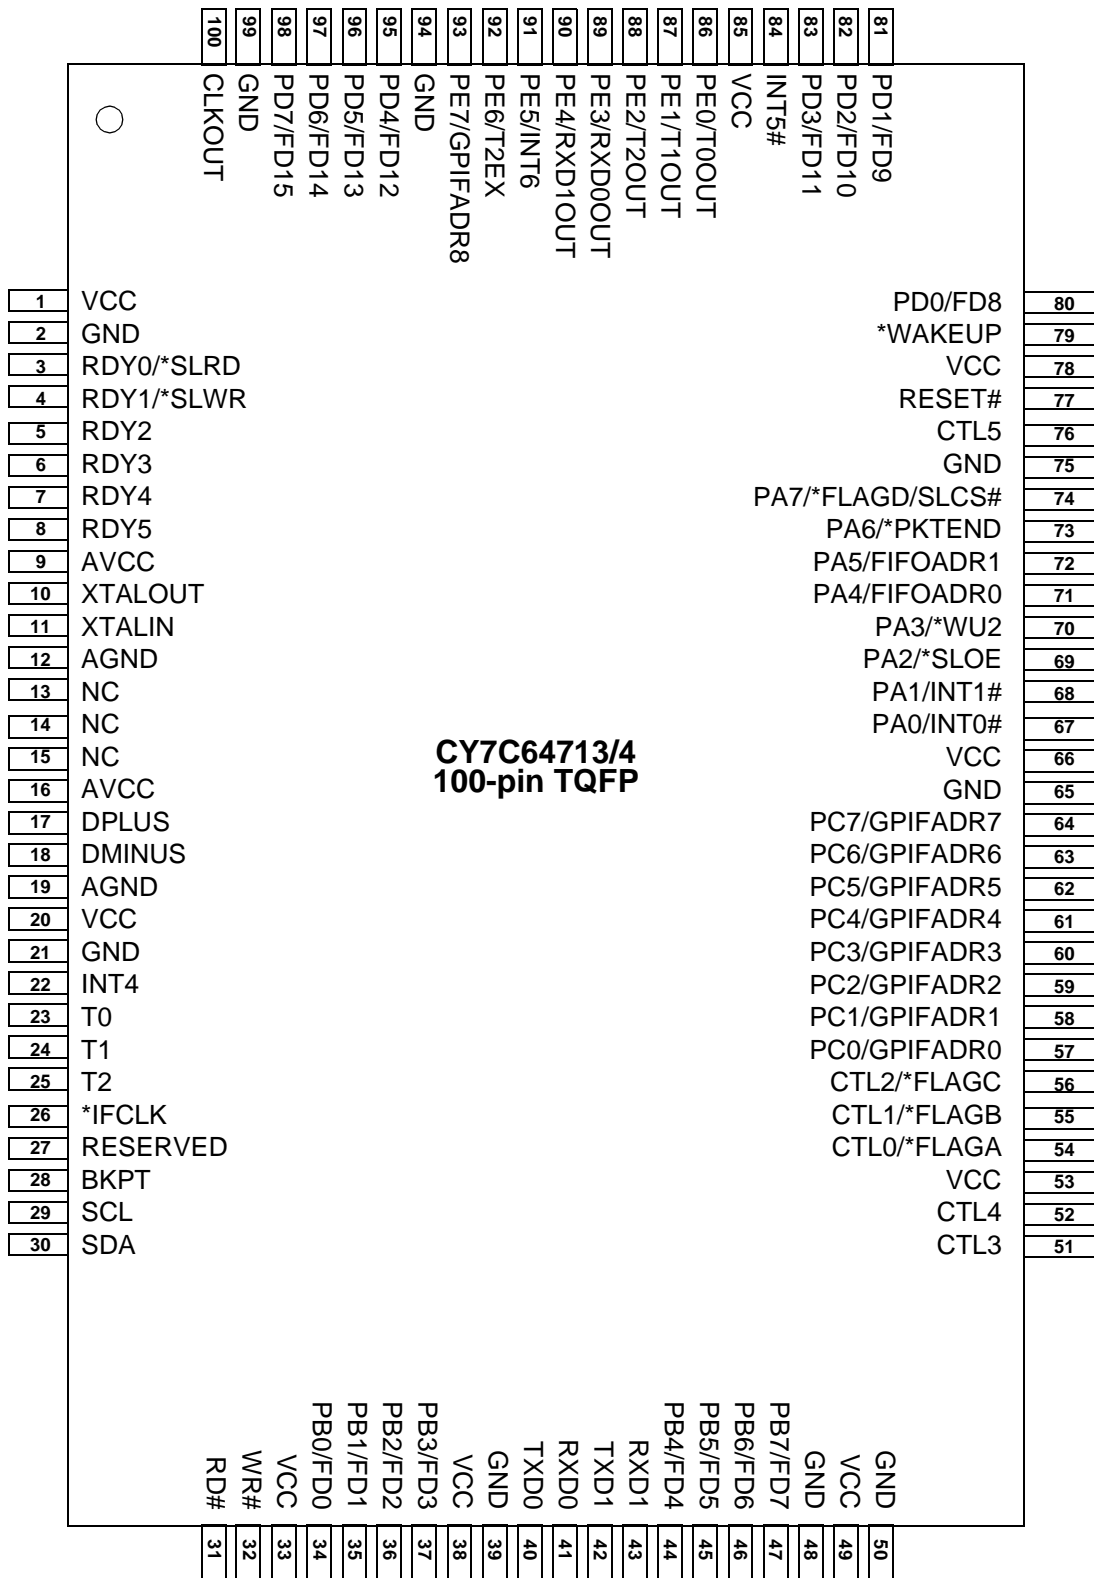 100 99 98 97 96 95 94 93 92 91 90 89 88 87 86 85 84 83 82 81
CLKOUT
GND
PD7/FD15
PD6/FD14
PD5/FD13
PD4/FD12
GND
PE7/GPIFADR8
PE6/T2EX
PE5/INT6
PE4/RXD1OUT
PE3/RXD0OUT
PE2/T2OUT
PE1/T1OUT
PE0/T0OUT
VCC
INT5#
PD3/FD11
PD2/FD10
PD1/FD9
1 VCC
2 GND
3 RDY0/*SLRD
4 RDY1/*SLWR
5 RDY2
6 RDY3
7 RDY4
8 RDY5
9 AVCC
10 XTALOUT
11 XTALIN
12 AGND
13 NC
14 NC
15 NC
16 AVCC
17 DPLUS
18 DMINUS
19 AGND
20 VCC
21 GND
22 INT4
23 T0
24 T1
25 T2
26 *IFCLK
27 RESERVED
28 BKPT
29 SCL
30 SDA
CY7C64713/4
100-pin TQFP
PD0/FD8 80
*WAKEUP 79
VCC 78
RESET# 77
CTL5 76
GND 75
PA7/*FLAGD/SLCS# 74
PA6/*PKTEND 73
PA5/FIFOADR1 72
PA4/FIFOADR0 71
PA3/*WU2 70
PA2/*SLOE 69
PA1/INT1# 68
PA0/INT0# 67
VCC 66
GND 65
PC7/GPIFADR7 64
PC6/GPIFADR6 63
PC5/GPIFADR5 62
PC4/GPIFADR4 61
PC3/GPIFADR3 60
PC2/GPIFADR2 59
PC1/GPIFADR1 58
PC0/GPIFADR0 57
CTL2/*FLAGC 56
CTL1/*FLAGB 55
CTL0/*FLAGA 54
VCC 53
CTL4 52
CTL3 51
RD#
WR#
VCC
PB0/FD0
PB1/FD1
PB2/FD2
PB3/FD3
VCC
GND
TXD0
RXD0
TXD1
RXD1
PB4/FD4
PB5/FD5
PB6/FD6
PB7/FD7
GND
VCC
GND
31 32 33 34 35 36 37 38 39 40 41 42 43 44 45 46 47 48 49 50